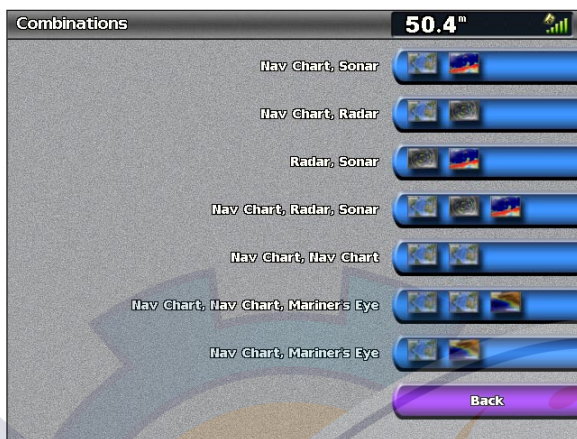 Combinations
50.4m
Nav Chart, Sonar
Nav Chart, Radar
Radar, Sonar
Nav Chart, Radar, Sonar
Nav Chart, Nav Chart
Nav Chart, Nav Chart, Mariner's Eye
Nav Chart, Mariner's Eye
Back